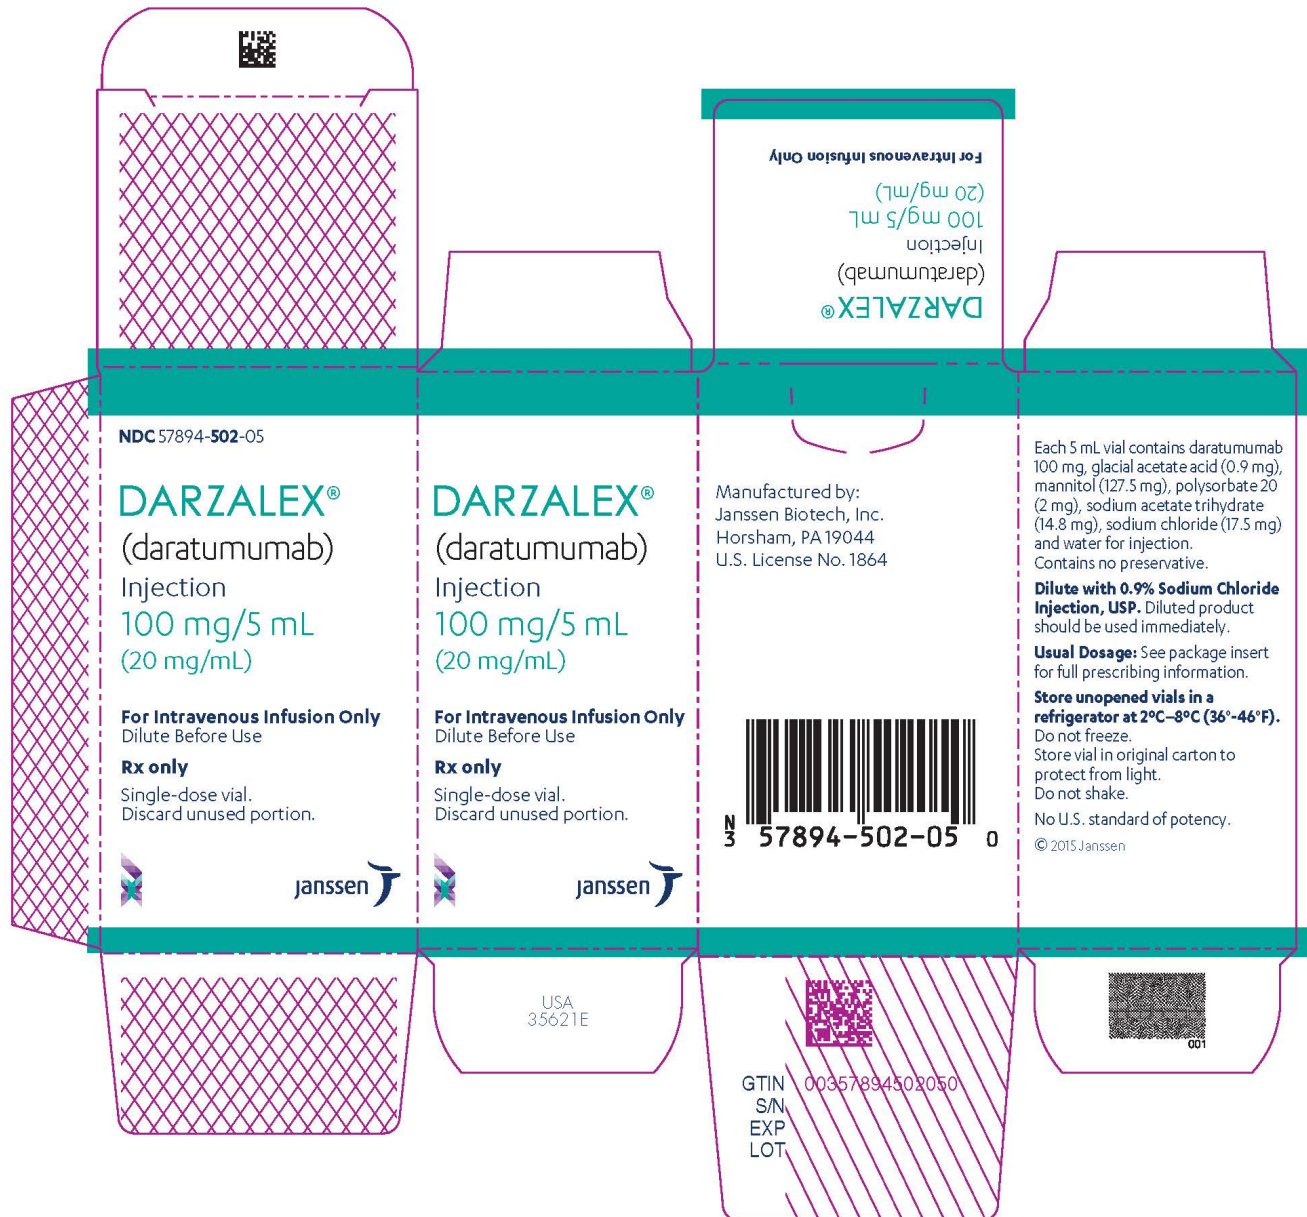 For Intravenous Infusion Only
(20 mg/mL)
100 mg/5 mL
Injection
(daratumumab)
DARZALEX®
NDC 57894-502-05
DARZALEX®
(daratumumab)
Injection
100 mg/5 mL
(20 mg/mL)
For Intravenous Infusion Only
Dilute Before Use
Rx only
Single-dose vial.
Discard unused portion.
janssen
DARZALEX®
(daratumumab)
Injection
100 mg/5 mL
(20 mg/mL)
For Intravenous Infusion Only
Dilute Before Use
Rx only
Single-dose vial.
Discard unused portion.
janssen
Manufactured by:
Janssen Biotech, Inc.
Horsham, PA 19044
U.S. License No. 1864
N
3 57894-502-05 0
Each 5 mL vial contains daratumumab
100 mg, glacial acetate acid (0.9 mg),
mannitol (127.5 mg), polysorbate 20
(2 mg), sodium acetate trihydrate
(14.8 mg), sodium chloride (17.5 mg)
and water for injection.
Contains no preservative.
Dilute with 0.9% Sodium Chloride
Injection, USP. Diluted product
should be used immediately.
Usual Dosage: See package insert
for full prescribing information.
Store unopened vials in a
refrigerator at 2ºC–8ºC (36°-46°F).
Do not freeze.
Store vial in original carton to
protect from light.
Do not shake.
No U.S. standard of potency.
© 2015 Janssen
USA
35621E
GTIN 00357894502050
S/N
EXP
LOT
001